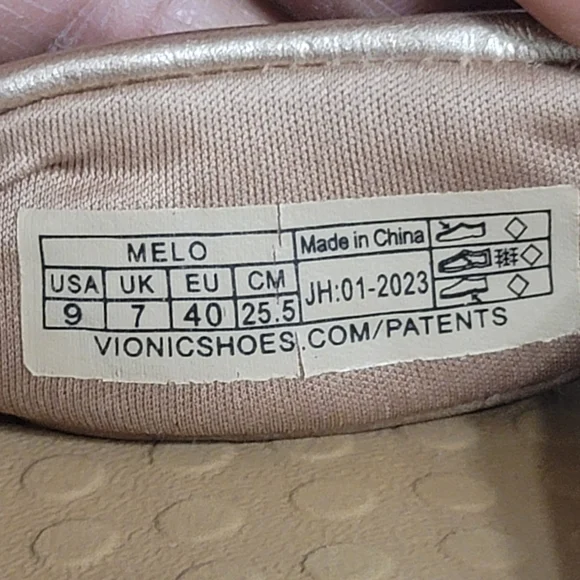 MELO
USA UK EU CM
9 7 40 25.5
Made in China
JH:01-2023
VIONICSHOES.COM/PATENTS